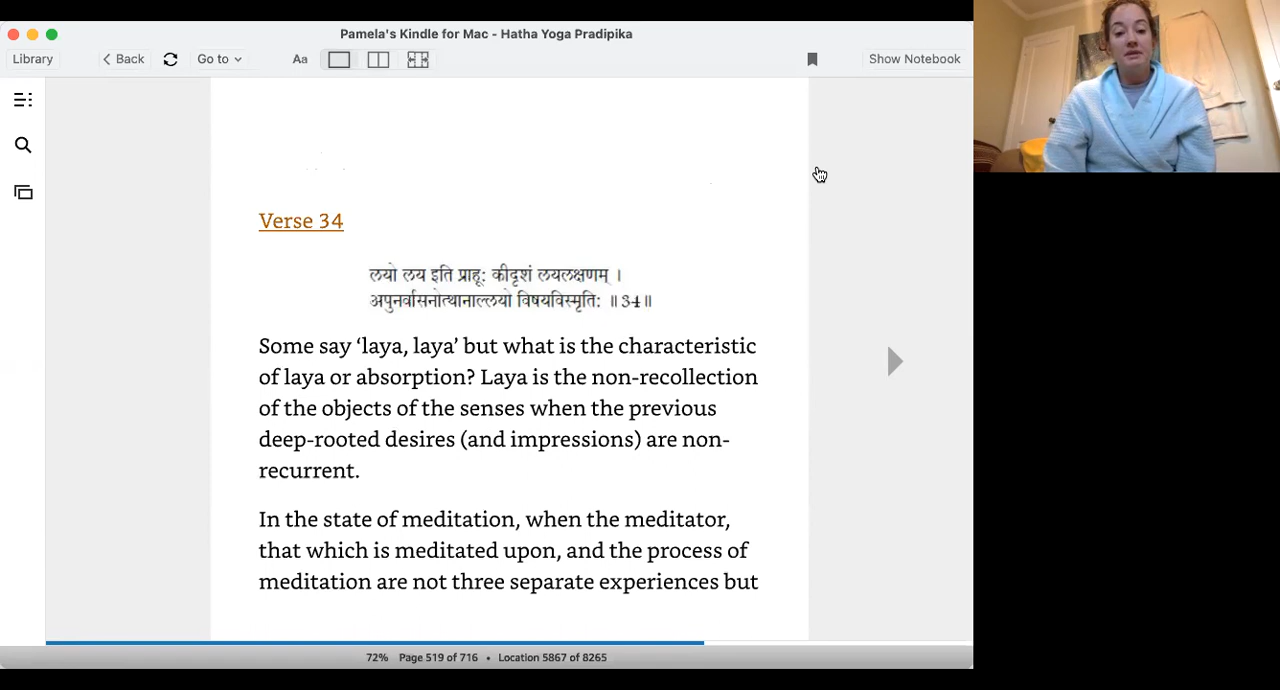 Pamela's Kindle for Mac - Hatha Yoga Pradipika
Library
Back
Go to
Aa
Show Notebook
Verse 34
लयो लय इति प्राहूः कीदृशं लयलक्षणम् ।
अपुनर्वासनोत्थानाल्लयो विषयविस्मृतिः ॥34॥
Some say ‘laya, laya’ but what is the characteristic
of laya or absorption? Laya is the non-recollection
of the objects of the senses when the previous
deep-rooted desires (and impressions) are non-
recurrent.
In the state of meditation, when the meditator,
that which is meditated upon, and the process of
meditation are not three separate experiences but
72% Page 519 of 716 • Location 5867 of 8265